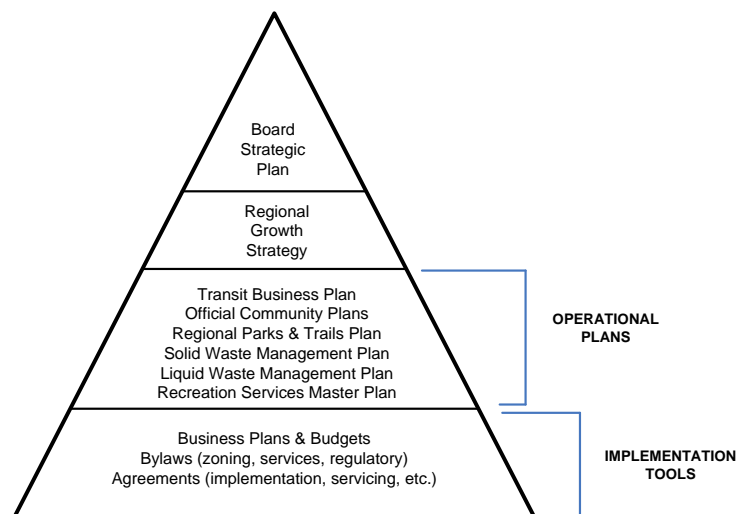 Board
Strategic
Plan
Regional
Growth
Strategy
Transit Business Plan
Official Community Plans
Regional Parks & Trails Plan
Solid Waste Management Plan
Liquid Waste Management Plan
Recreation Services Master Plan
OPERATIONAL
PLANS
Business Plans & Budgets
Bylaws (zoning, services, regulatory)
Agreements (implementation, servicing, etc.)
IMPLEMENTATION
TOOLS